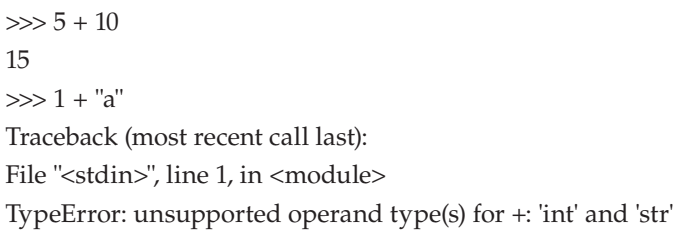 >>> 5 + 10
15
>>> 1 + "a"
Traceback (most recent call last):
File "<stdin>", line 1, in <module>
TypeError: unsupported operand type(s) for +: 'int' and 'str'